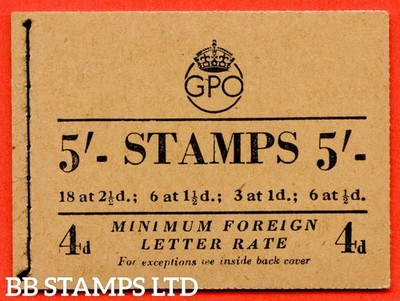 GPO
5/- STAMPS 5/-
18 at 2½d.; 6 at 1½d.; 3 at 1d.; 6 at ½d.
4d MINIMUM FOREIGN LETTER RATE 4d
For exceptions see inside back cover
BB STAMPS LTD